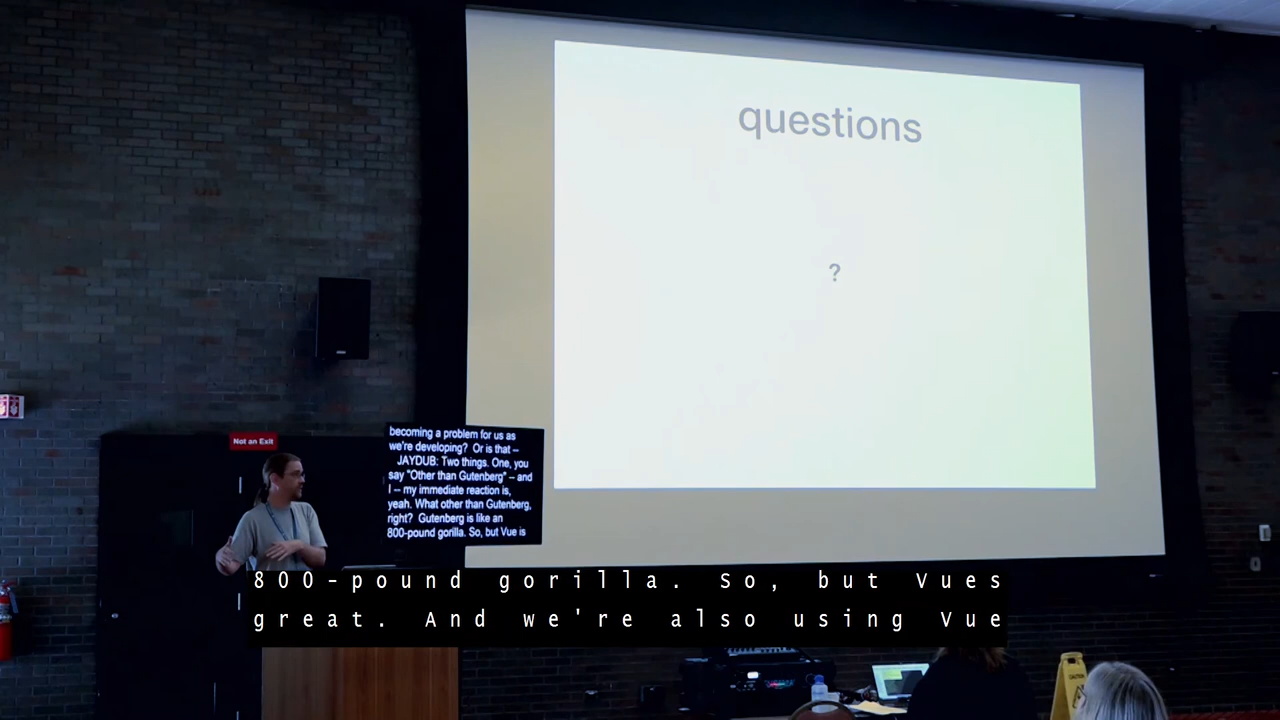 questions
?
Not an Exit
becoming a problem for us as
we're developing? Or is that –
JAYDUB: Two things. One, you
say "Other than Gutenberg" – and
I – my immediate reaction is,
yeah. What other than Gutenberg,
right? Gutenberg is like an
800-pound gorilla. So, but Vue is
800-pound gorilla. So, but Vues
great. And we're also using Vue
CAUTION